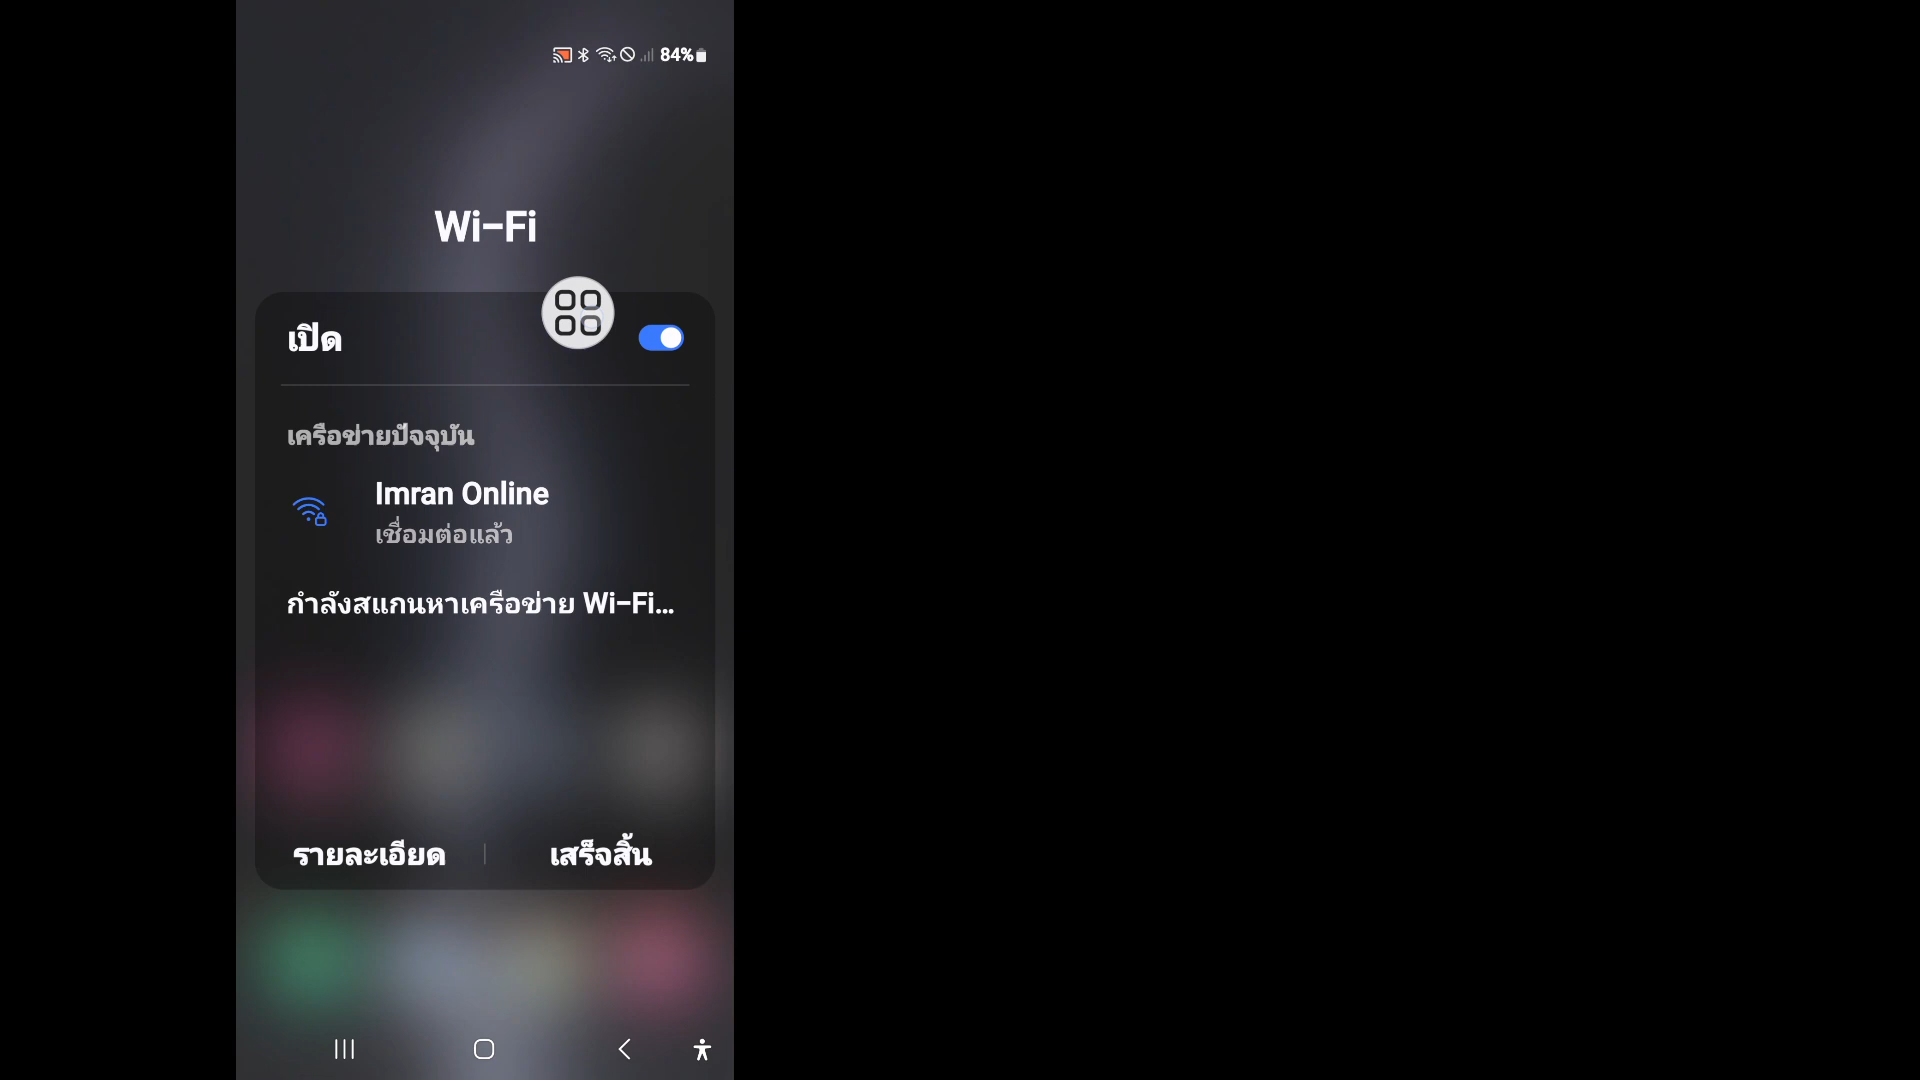 84%
Wi-Fi
เปิด
เครือข่ายปัจจุบัน
Imran Online
เชื่อมต่อแล้ว
กำลังสแกนหาเครือข่าย Wi-Fi...
รายละเอียด
เสร็จสิ้น